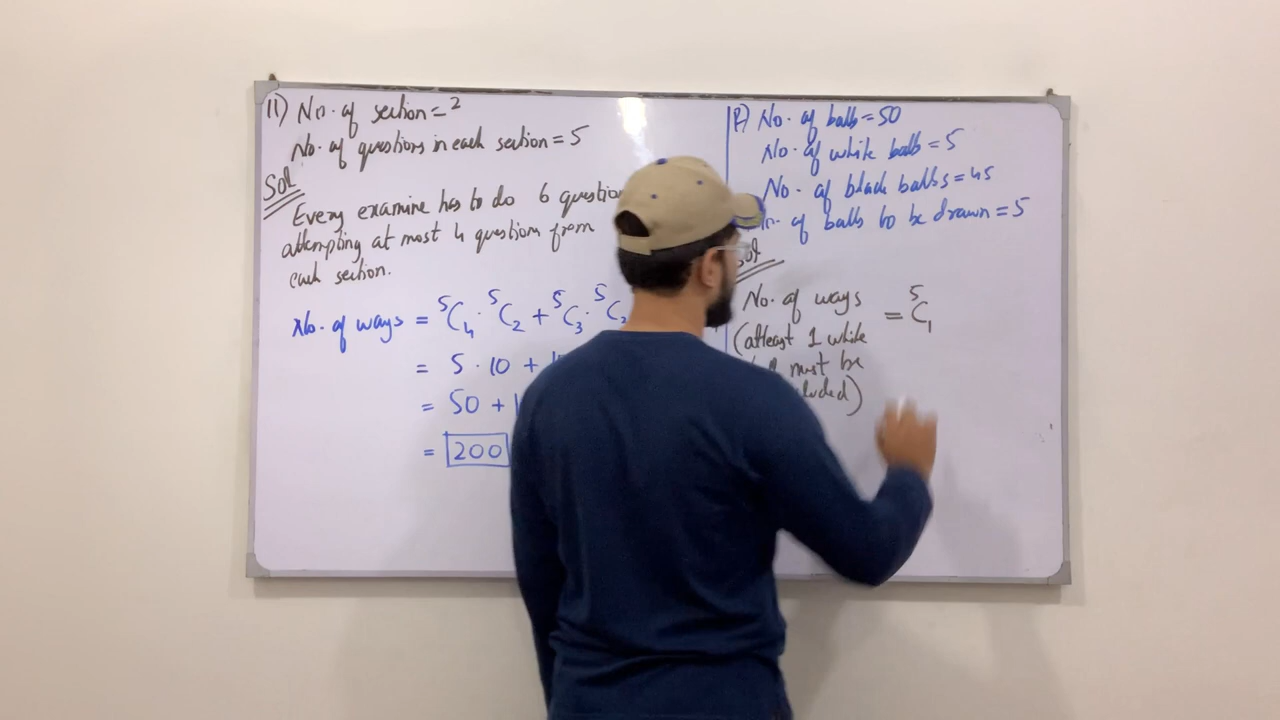 11) No. of section = 2
No. of questions in each section = 5
Sol
Every examine has to do 6 question
attempting at most 4 question from
each section.
No. of ways = ⁵C₄ · ⁵C₂ + ⁵C₃ · ⁵C
= 5 · 10 +
= 50 +
= 200
No. of balls = 50
No. of white balls = 5
No. of black balls = 45
of balls to be drawn = 5
Sol
No. of ways = ⁵C₁
(atleast 1 white
must be